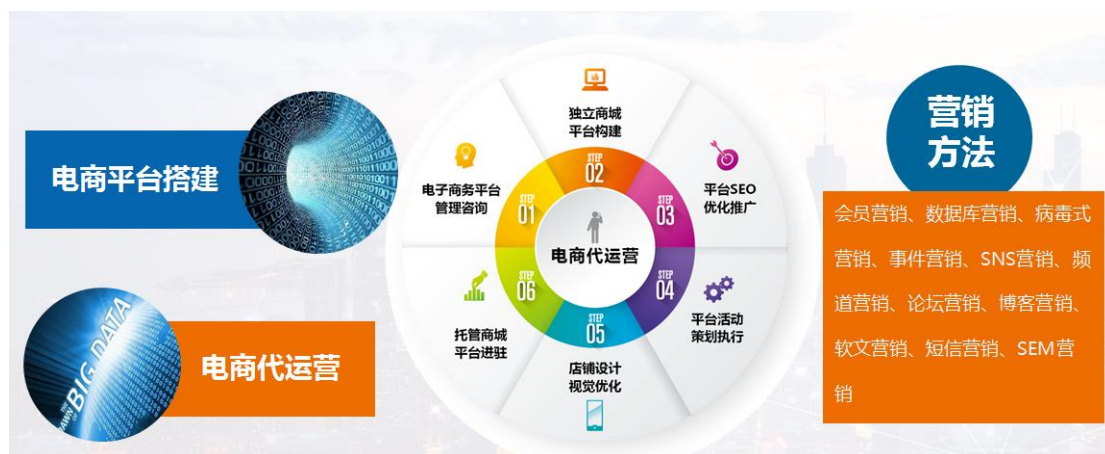 电商平台搭建
THE
DAWN
OF
BIG DATA
电商代运营
独立商城
平台构建
STEP
02
电子商务平台
管理咨询
STEP
01
平台SEO
优化推广
STEP
03
电商代运营
托管商城
平台进驻
STEP
06
平台活动
策划执行
STEP
04
STEP
05
店铺设计
视觉优化
营销
方法
会员营销、数据库营销、病毒式
营销、事件营销、SNS营销、频
道营销、论坛营销、博客营销、
软文营销、短信营销、SEM营
销